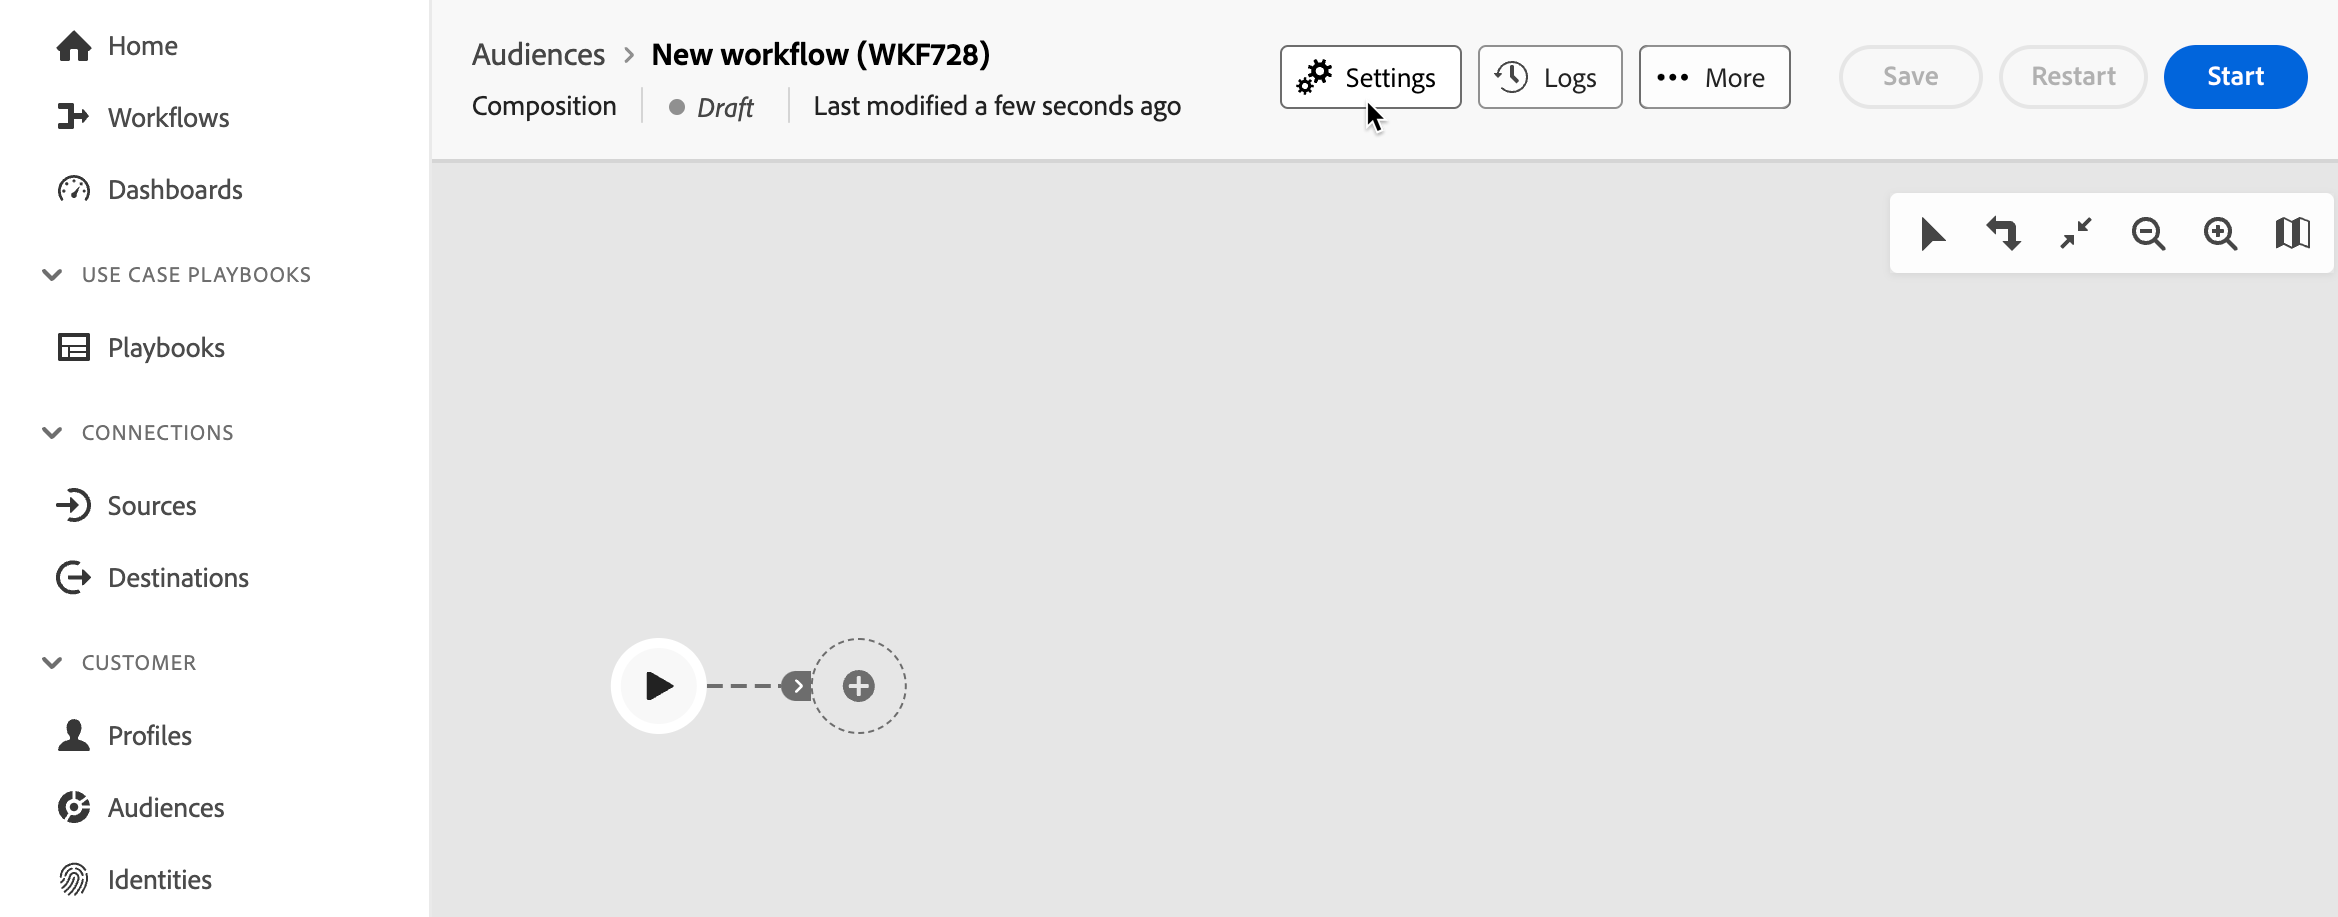 Home
Workflows
Dashboards
USE CASE PLAYBOOKS
Playbooks
CONNECTIONS
Sources
Destinations
CUSTOMER
Profiles
Audiences
Identities
Audiences > New workflow (WKF728)
Composition
Draft
Last modified a few seconds ago
Settings
Logs
More
Save
Restart
Start